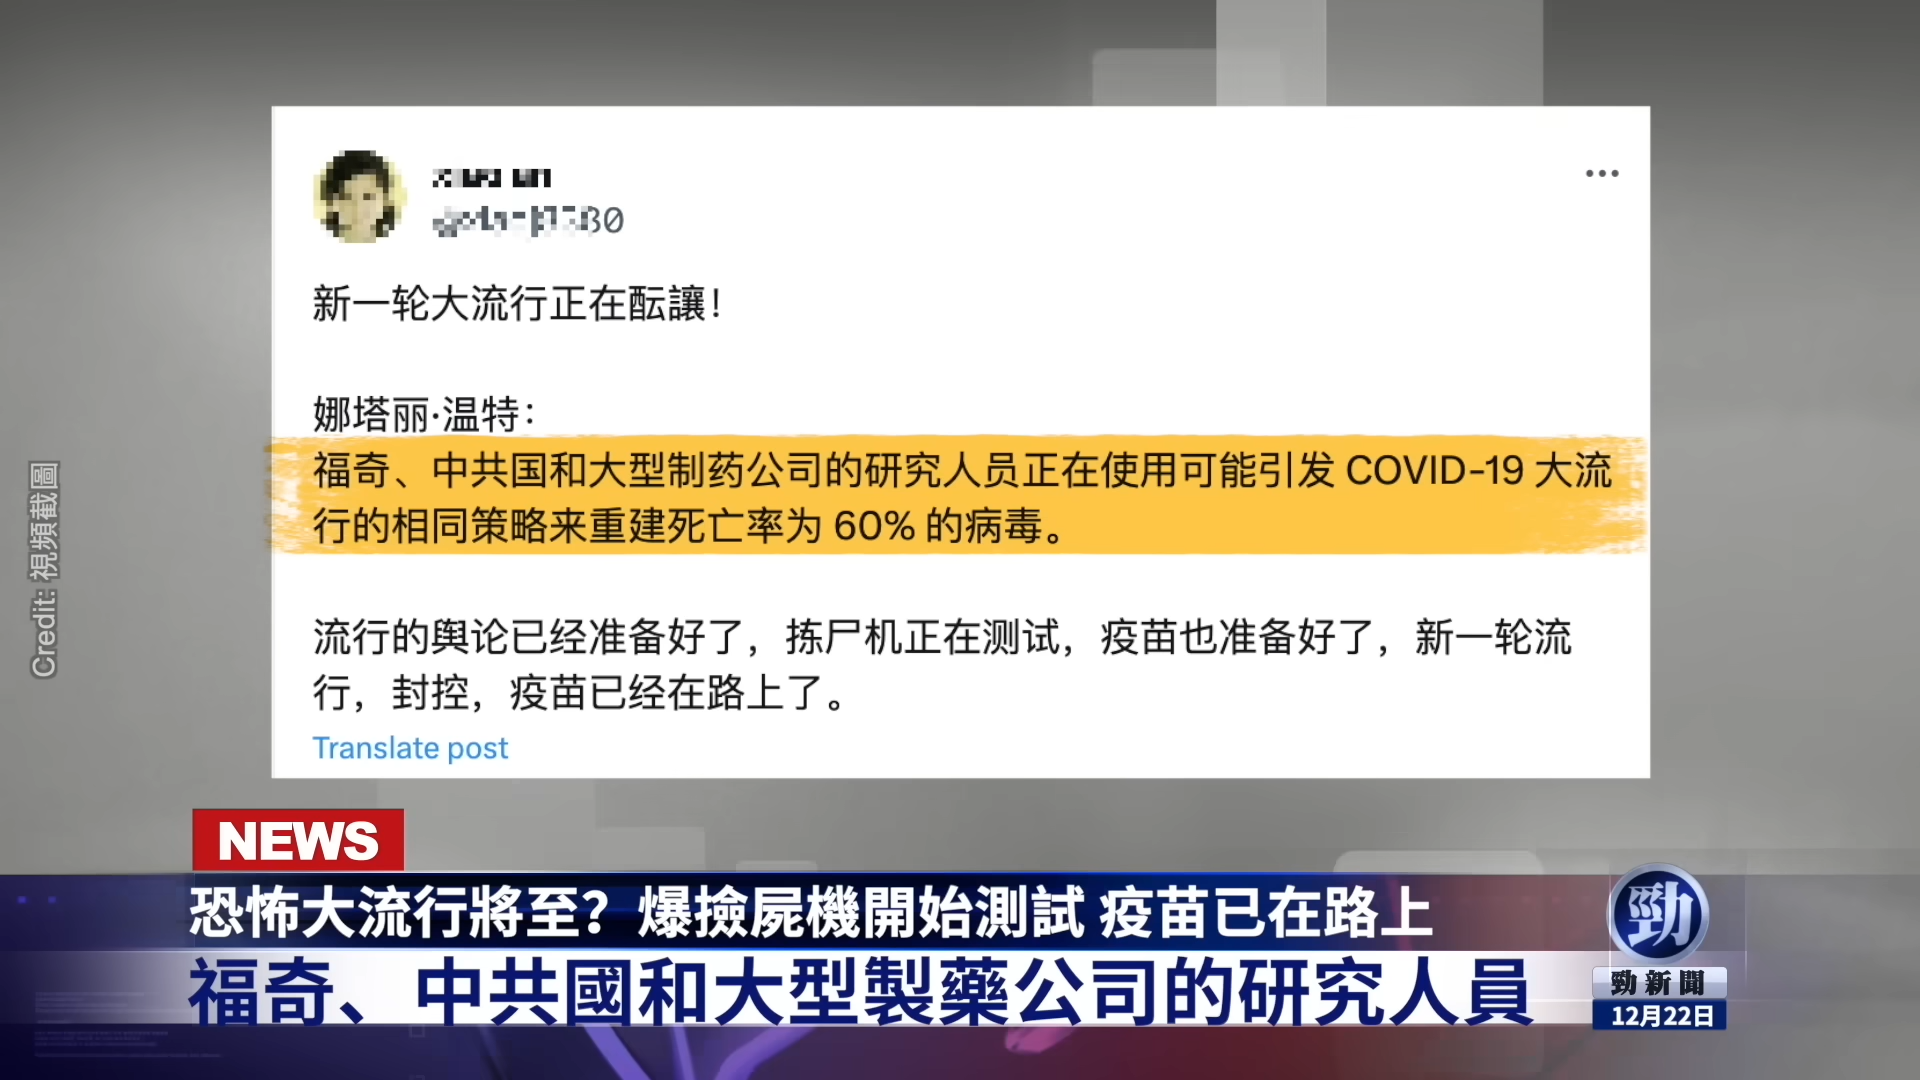 新一轮大流行正在酝讓！
娜塔丽·温特：
福奇、中共国和大型制药公司的研究人员正在使用可能引发 COVID-19 大流
行的相同策略来重建死亡率为 60% 的病毒。
流行的舆论已经准备好了，拣尸机正在测试，疫苗也准备好了，新一轮流
行，封控，疫苗已经在路上了。
Translate post
Credit: 視頻截圖
NEWS
恐怖大流行將至？爆撿屍機開始測試 疫苗已在路上
福奇、中共國和大型製藥公司的研究人員
勁
勁新聞
12月22日